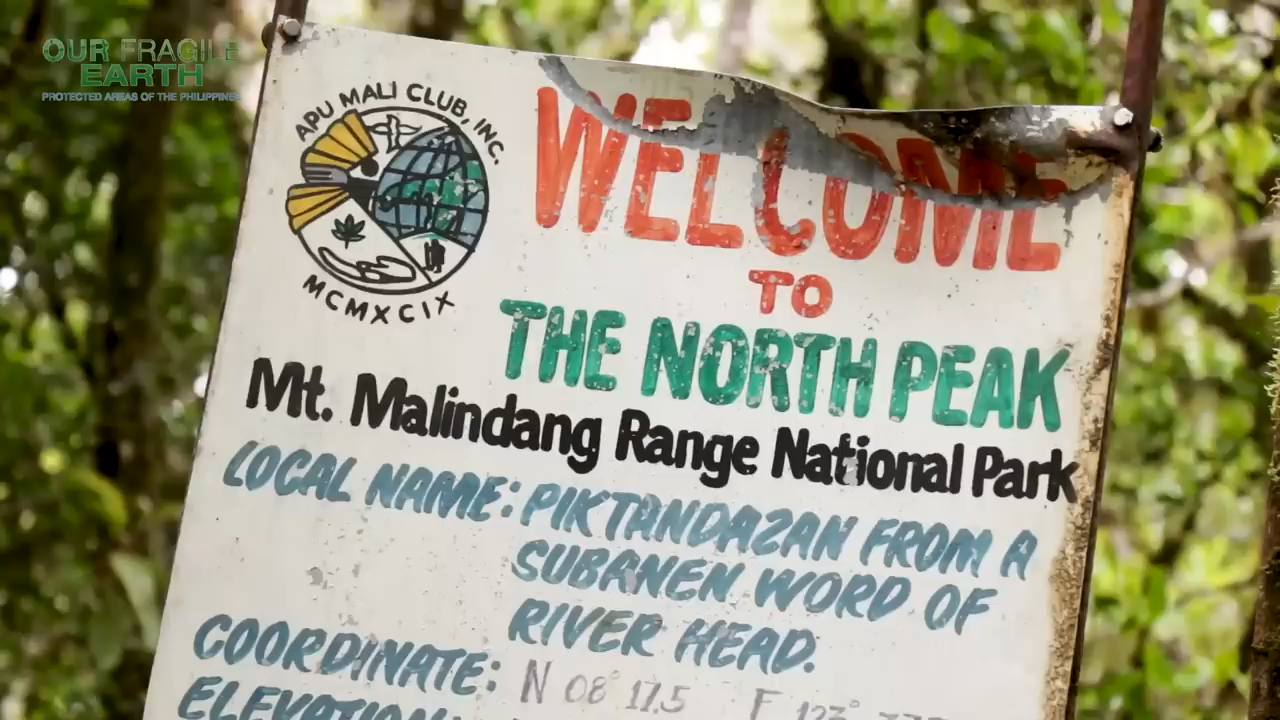 OUR FRAGILE
EARTH
PROTECTED AREAS OF THE PHILIPPINES
APU MALI CLUB, INC.
MCMXCIX
WELCOME
TO
THE NORTH PEAK
Mt. Malindang Range National Park
LOCAL NAME: PIKTANDAZAN FROM A
SUBANEN WORD OF
RIVER HEAD.
COORDINATE: N 08° 17.5
ELEVATION: